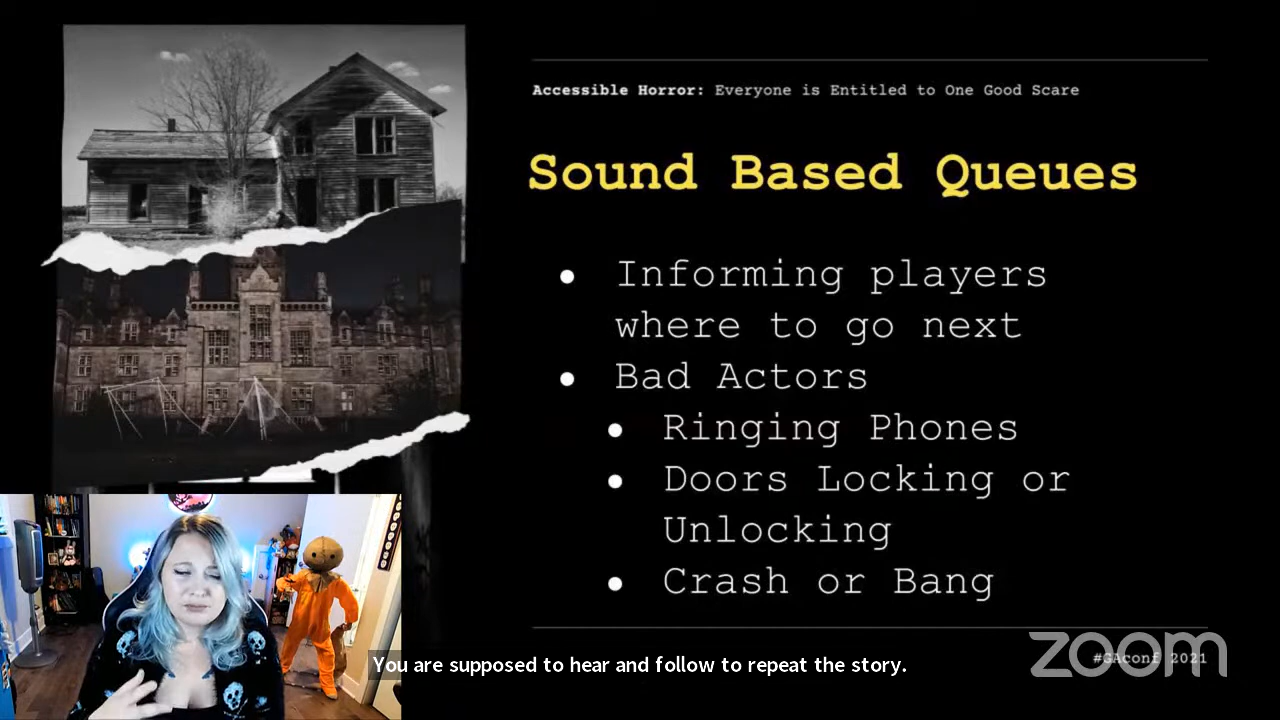 Accessible Horror: Everyone is Entitled to One Good Scare
Sound Based Queues
• Informing players
where to go next
• Bad Actors
• Ringing Phones
• Doors Locking or
Unlocking
• Crash or Bang
You are supposed to hear and follow to repeat the story.
zoom
#GAconf 2021